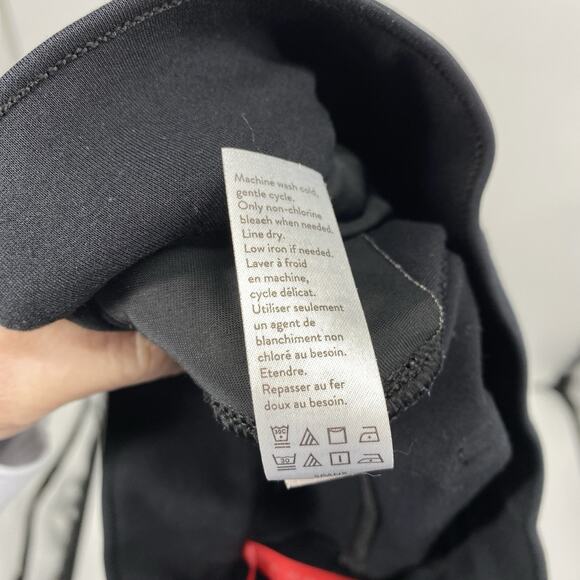 Machine wash cold,
gentle cycle.
Only non-chlorine
bleach when needed.
Line dry.
Low iron if needed.
Laver à froid
en machine,
cycle délicat.
Utiliser seulement
un agent de
blanchiment non
chloré au besoin.
Etendre.
Repasser au fer
doux au besoin.
30C
30